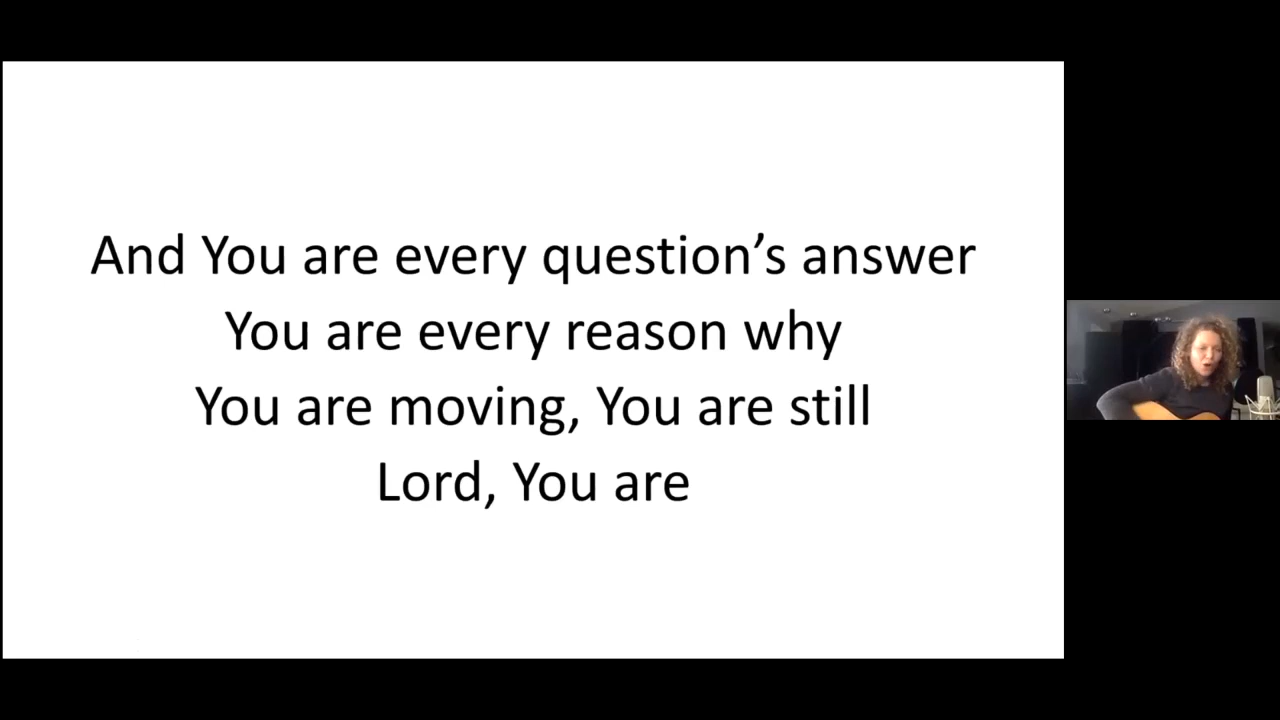 And You are every question’s answer
You are every reason why
You are moving, You are still
Lord, You are